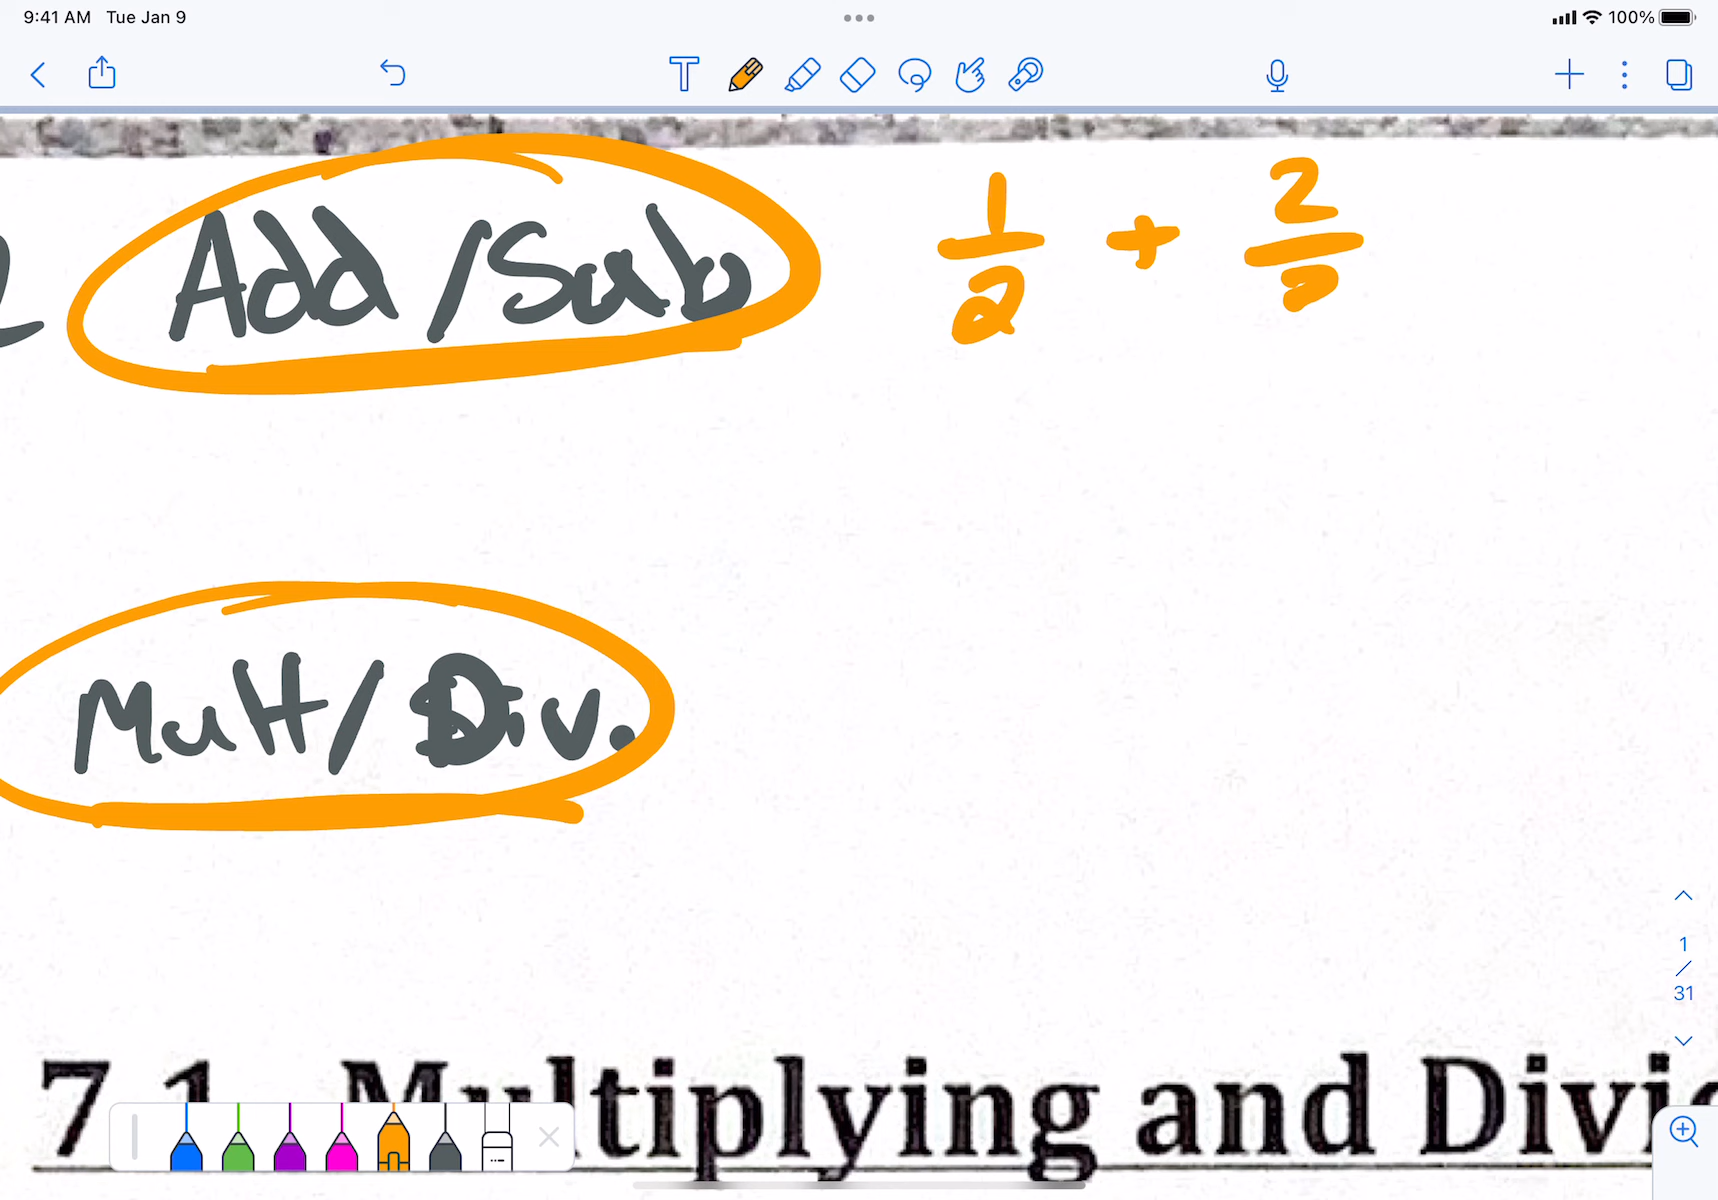 9:41 AM Tue Jan 9 100%
Add/Sub 1/2 + 2/3
Mult/Div.
1
/
31
7.1 Multiplying and Divi